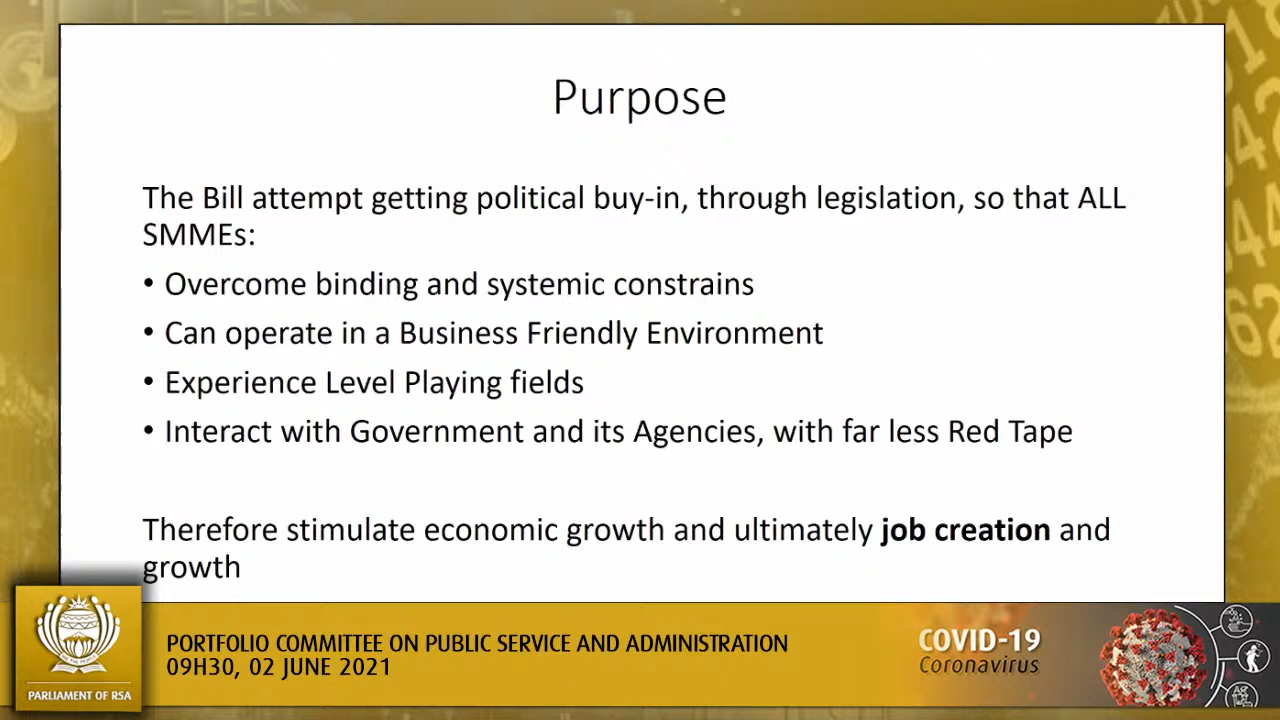 Purpose
The Bill attempt getting political buy-in, through legislation, so that ALL
SMMEs:
• Overcome binding and systemic constrains
• Can operate in a Business Friendly Environment
• Experience Level Playing fields
• Interact with Government and its Agencies, with far less Red Tape
Therefore stimulate economic growth and ultimately job creation and
growth
PARLIAMENT OF RSA
PORTFOLIO COMMITTEE ON PUBLIC SERVICE AND ADMINISTRATION
09H30, 02 JUNE 2021
COVID-19
Coronavirus